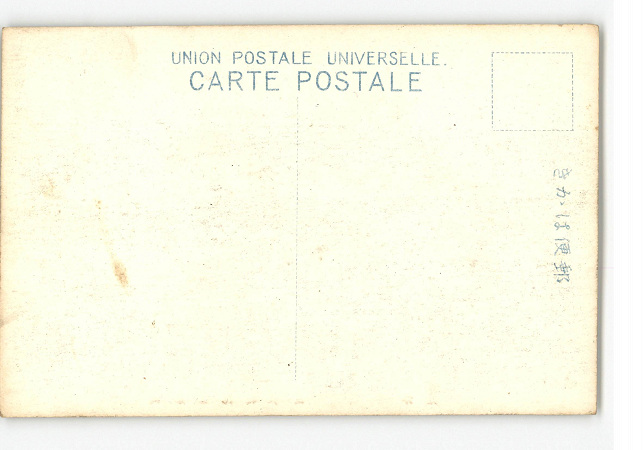 UNION POSTALE UNIVERSELLE.
CARTE POSTALE
きかは便郵